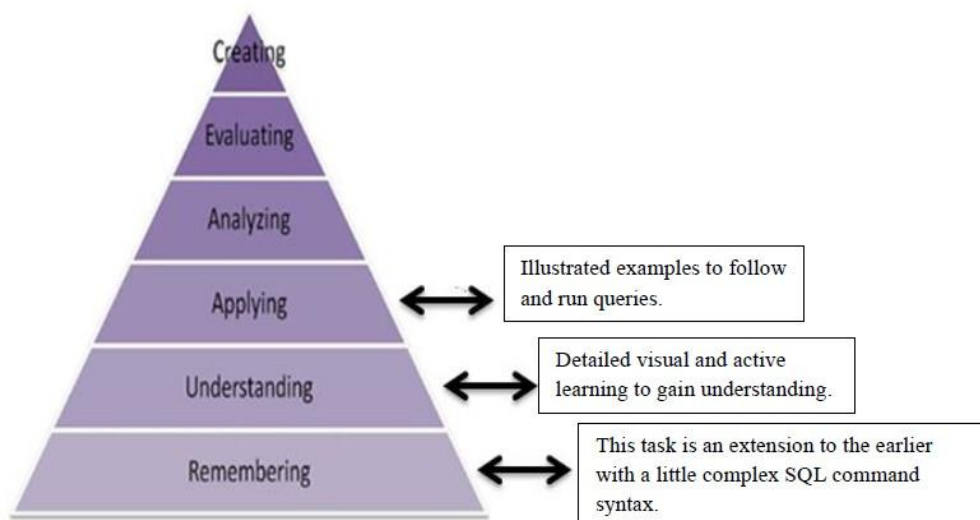 Creating
Evaluating
Analyzing
Applying
Illustrated examples to follow
and run queries.
Understanding
Detailed visual and active
learning to gain understanding.
Remembering
This task is an extension to the earlier
with a little complex SQL command
syntax.